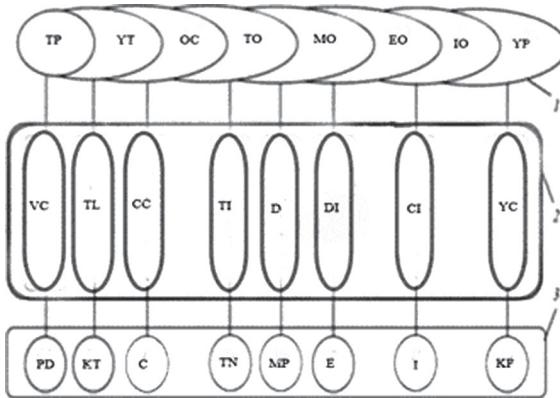 TP YT OC TO MO EO IO YP
1
VC TL CC TI D DI CI YC
2
3
PD KT C TN MP E I KP